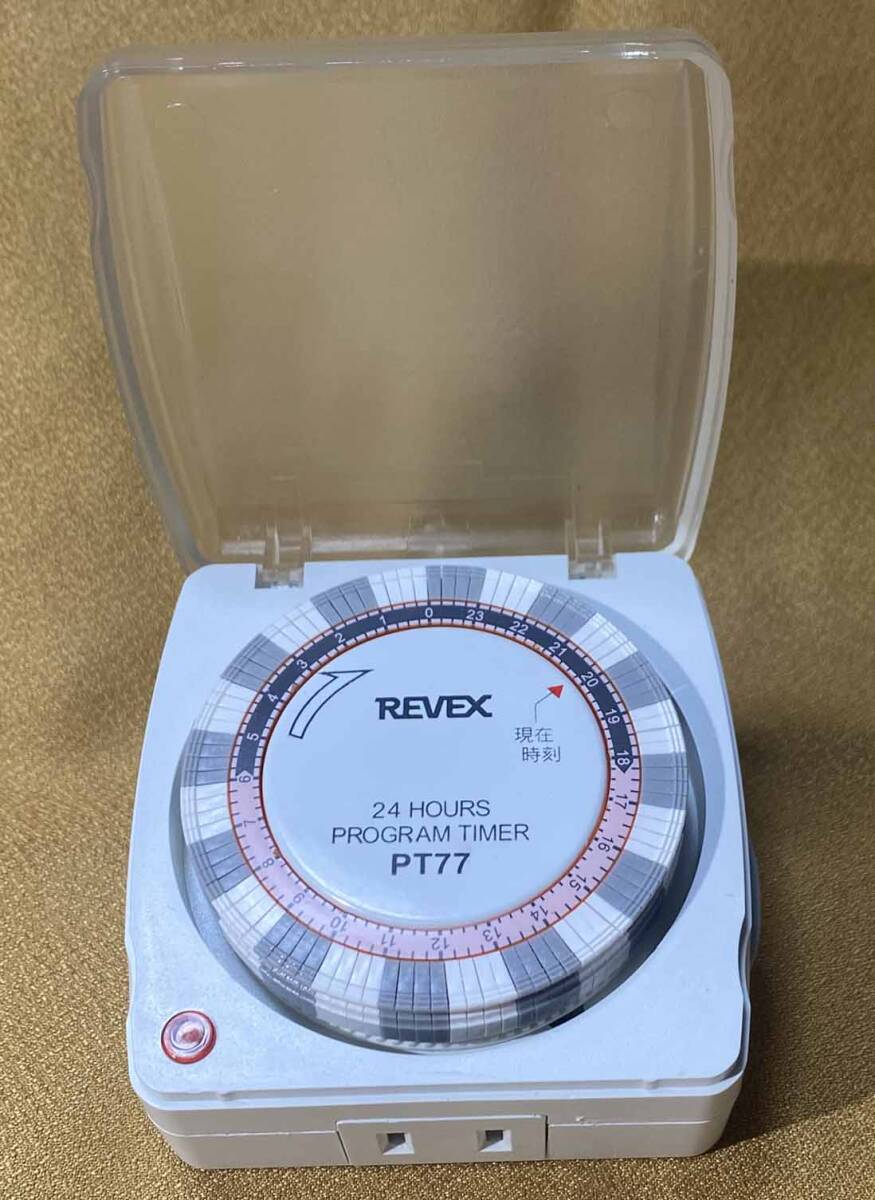 0 23 22 21 20 19 18 17 16 15 14 13 12 11 10 9 8 7 6 5 4 3 2 1
REVEX
現在
時刻
24 HOURS
PROGRAM TIMER
PT77